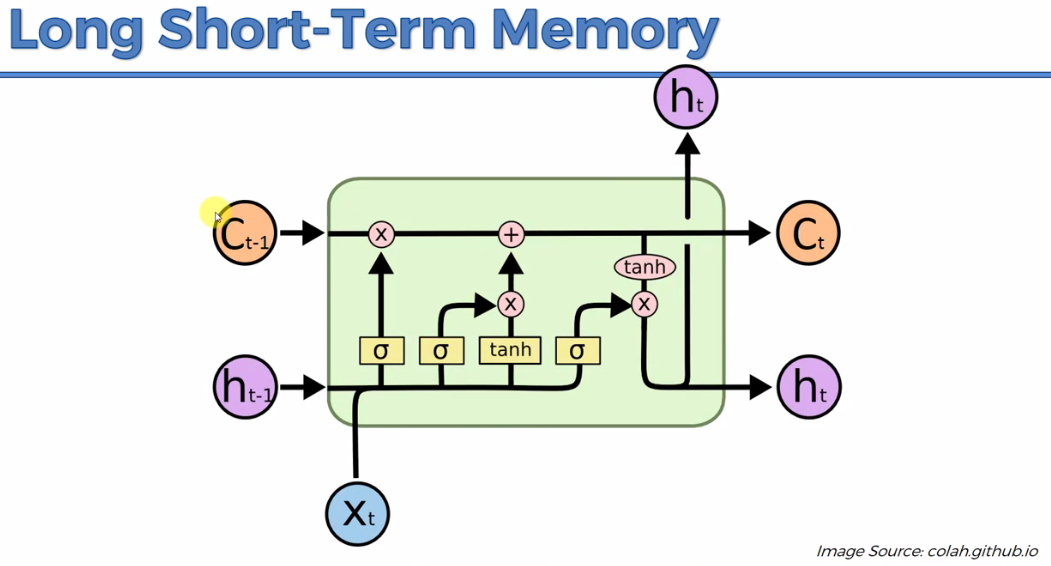 Long Short-Term Memory
ht
x
+
Ct-1
Ct
tanh
x
x
σ
σ
tanh
σ
ht-1
ht
xt
Image Source: colah.github.io